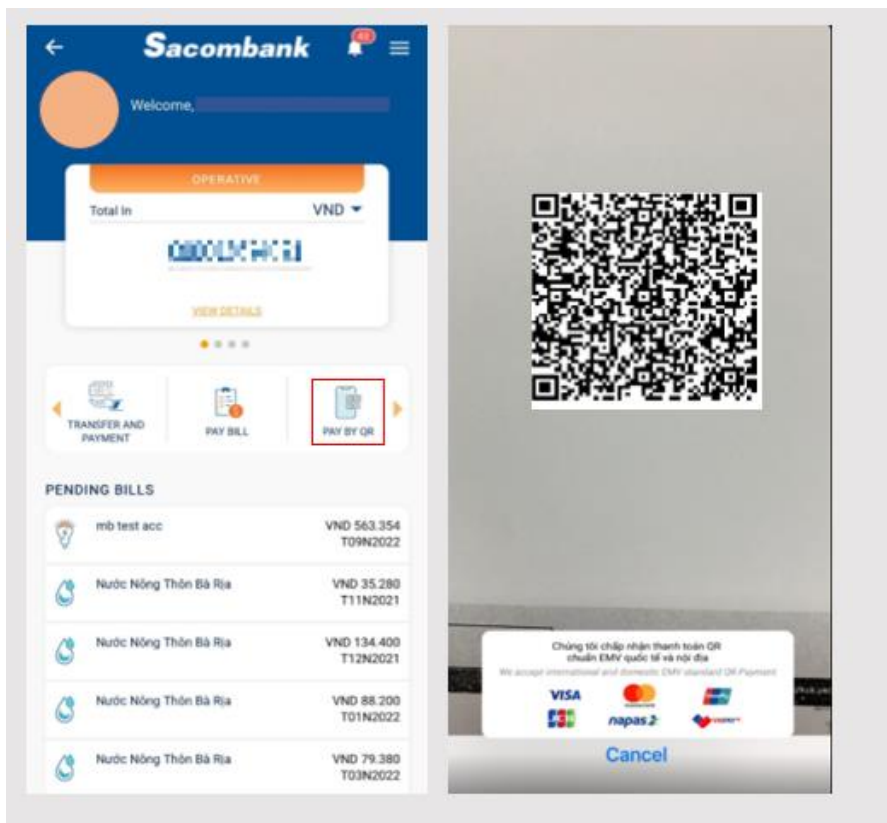 Sacombank
Welcome,
OPERATIVE
Total In
VND
VIEW DETAILS
TRANSFER AND
PAYMENT
PAY BILL
PAY BY QR
PENDING BILLS
mb test acc
VND 563.354
T09N2022
Nước Nông Thôn Bà Rịa
VND 35.280
T11N2021
Nước Nông Thôn Bà Rịa
VND 134.400
T12N2021
Nước Nông Thôn Bà Rịa
VND 88.200
T01N2022
Nước Nông Thôn Bà Rịa
VND 79.380
T03N2022
Chúng tôi chấp nhận thanh toán QR
chuẩn EMV quốc tế và nội địa
We accept international and domestic EMV standard QR Payment
VISA
JCB
napas
Cancel